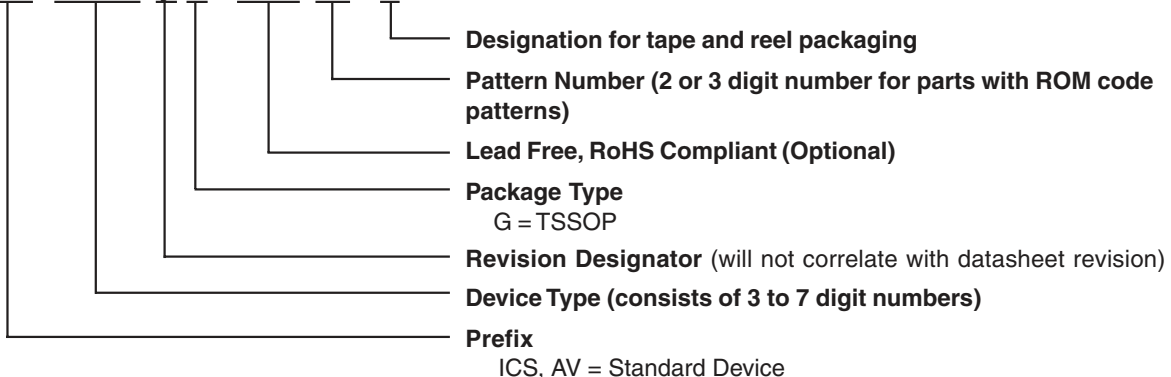 Designation for tape and reel packaging
Pattern Number (2 or 3 digit number for parts with ROM code
patterns)
Lead Free, RoHS Compliant (Optional)
Package Type
G = TSSOP
Revision Designator (will not correlate with datasheet revision)
Device Type (consists of 3 to 7 digit numbers)
Prefix
ICS, AV = Standard Device